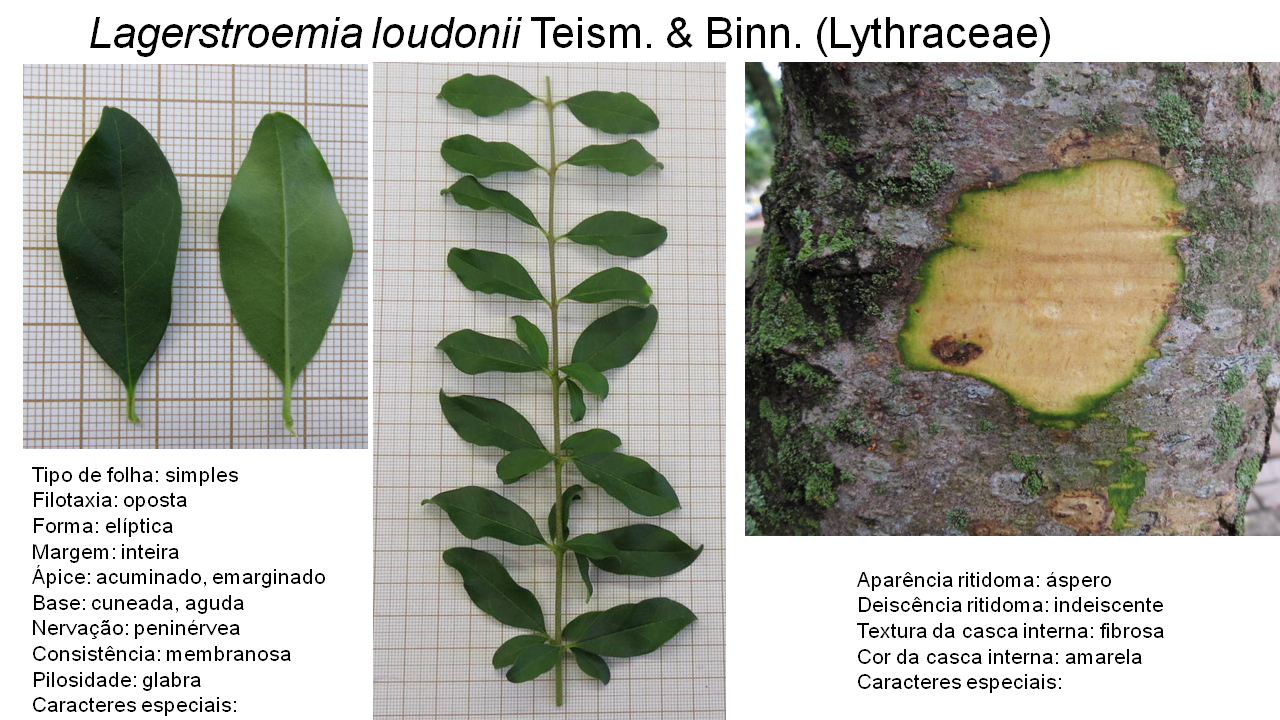 Lagerstroemia loudonii Teism. & Binn. (Lythraceae)
Tipo de folha: simples
Filotaxia: oposta
Forma: elíptica
Margem: inteira
Ápice: acuminado, emarginado
Base: cuneada, aguda
Nervação: peninérvea
Consistência: membranosa
Pilosidade: glabra
Caracteres especiais:
Aparência ritidoma: áspero
Deiscência ritidoma: indeiscente
Textura da casca interna: fibrosa
Cor da casca interna: amarela
Caracteres especiais: